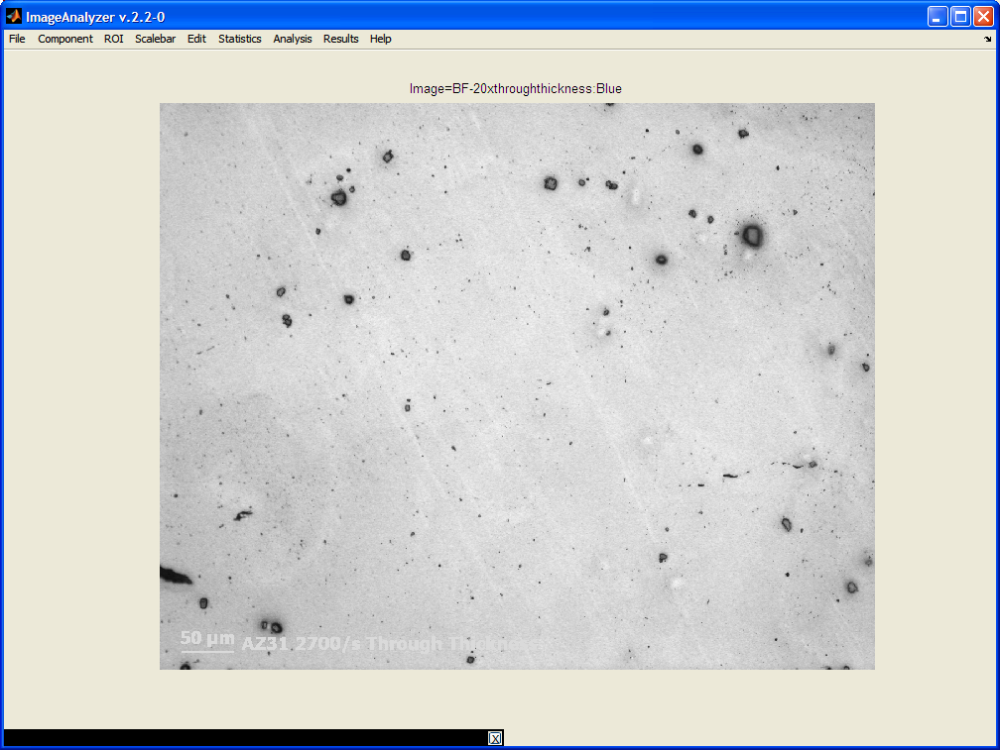 ImageAnalyzer v.2.2-0
File Component ROI Scalebar Edit Statistics Analysis Results Help
Image=BF-20xthroughthickness:Blue
50 µm AZ31 2700/s Through Thickness
X